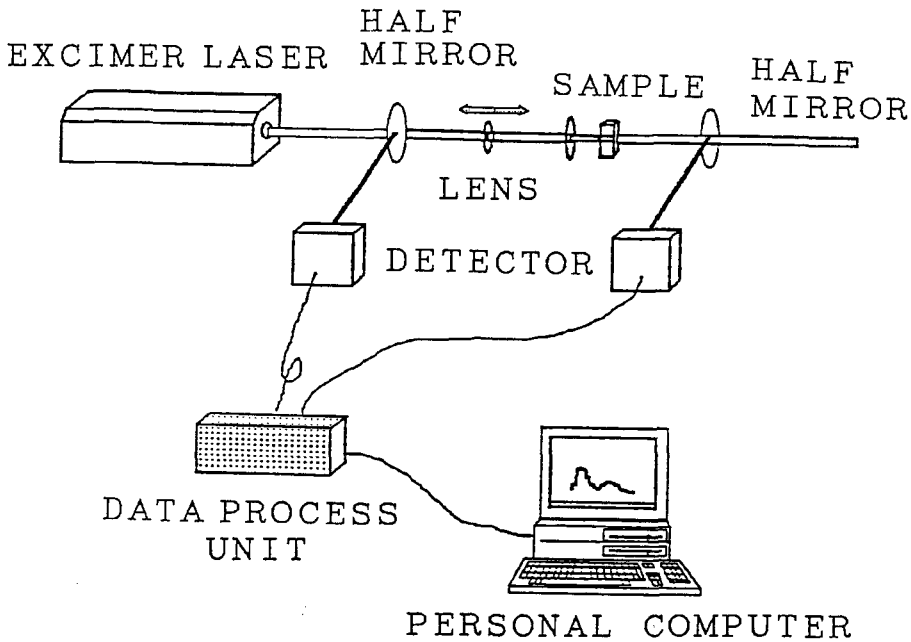 EXCIMER LASER
HALF
MIRROR
SAMPLE
HALF
MIRROR
LENS
DETECTOR
DATA PROCESS
UNIT
PERSONAL COMPUTER